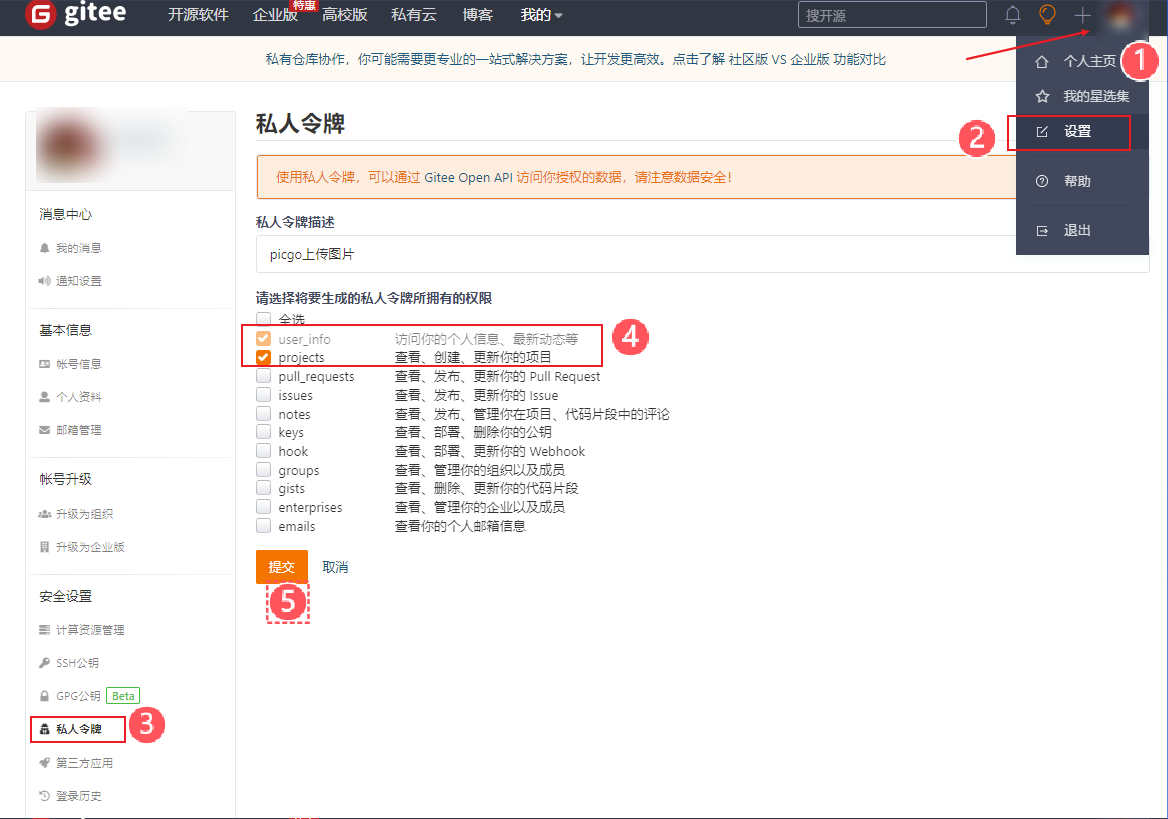 gitee 开源软件 企业版 特惠 高校版 私有云 博客 我的 搜开源
私有仓库协作，你可能需要更专业的一站式解决方案，让开发更高效。点击了解 社区版 VS 企业版 功能对比
个人主页 1
我的星选集
2 设置
帮助
退出
消息中心
我的消息
通知设置
基本信息
帐号信息
个人资料
邮箱管理
帐号升级
升级为组织
升级为企业版
安全设置
计算资源管理
SSH公钥
GPG公钥 Beta
私人令牌 3
第三方应用
登录历史
私人令牌
使用私人令牌，可以通过 Gitee Open API 访问你授权的数据，请注意数据安全！
私人令牌描述
picgo上传图片
请选择将要生成的私人令牌所拥有的权限
全选
user_info 访问你的个人信息、最新动态等 4
projects 查看、创建、更新你的项目
pull_requests 查看、发布、更新你的 Pull Request
issues 查看、发布、更新你的 Issue
notes 查看、发布、管理你在项目、代码片段中的评论
keys 查看、部署、删除你的公钥
hook 查看、部署、更新你的 Webhook
groups 查看、管理你的组织以及成员
gists 查看、删除、更新你的代码片段
enterprises 查看、管理你的企业以及成员
emails 查看你的个人邮箱信息
提交 取消
5